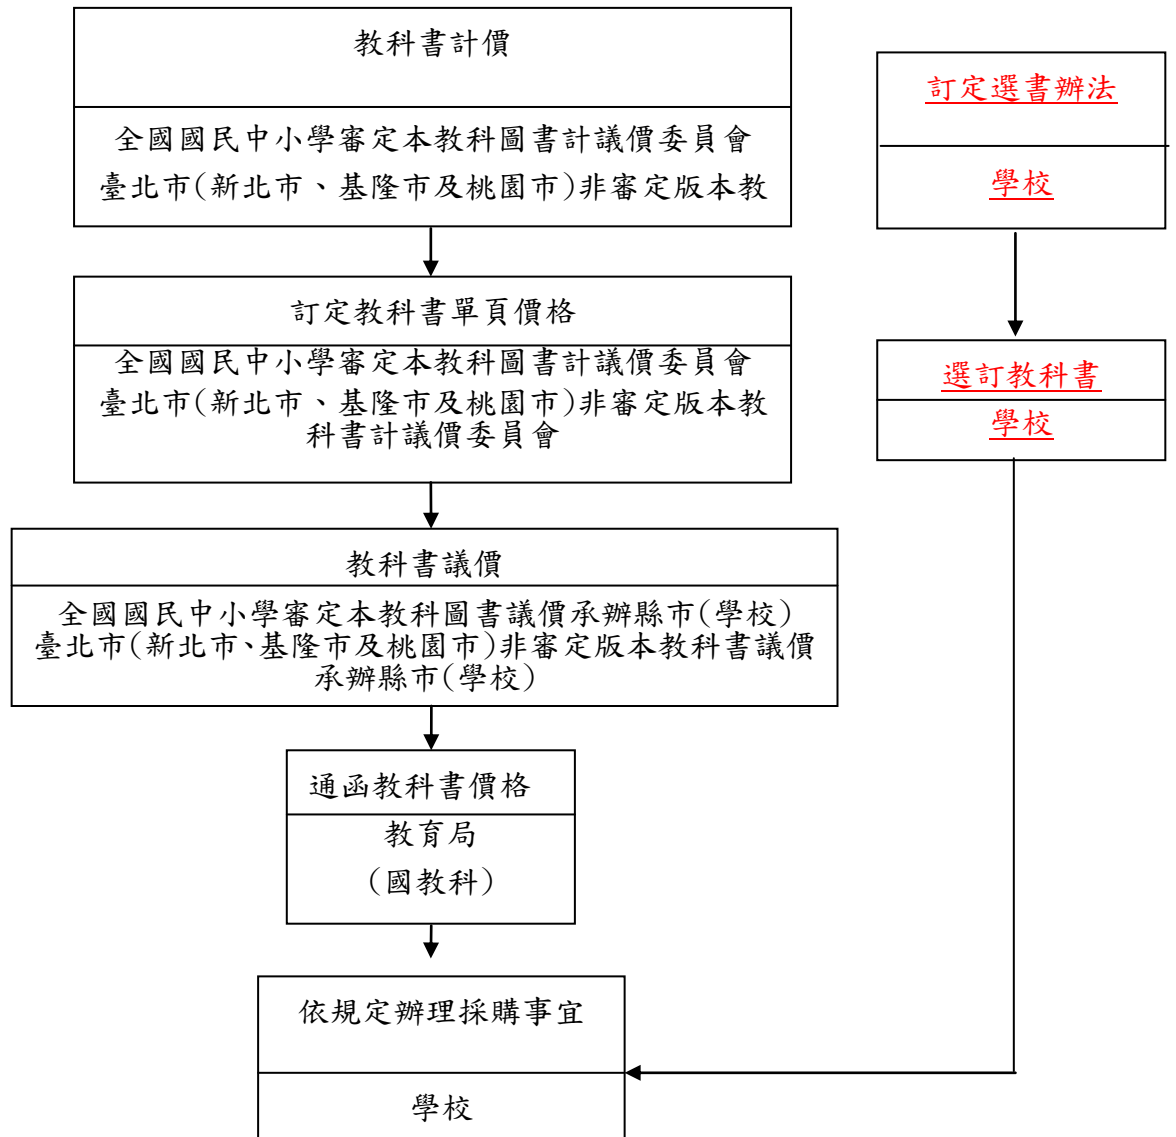 教科書計價
全國國民中小學審定本教科圖書計議價委員會
臺北市(新北市、基隆市及桃園市)非審定版本教
訂定教科書單頁價格
全國國民中小學審定本教科圖書計議價委員會
臺北市(新北市、基隆市及桃園市)非審定版本教
科書計議價委員會
教科書議價
全國國民中小學審定本教科圖書議價承辦縣市(學校)
臺北市(新北市、基隆市及桃園市)非審定版本教科書議價
承辦縣市(學校)
通函教科書價格
教育局
(國教科)
依規定辦理採購事宜
學校
訂定選書辦法
學校
選訂教科書
學校